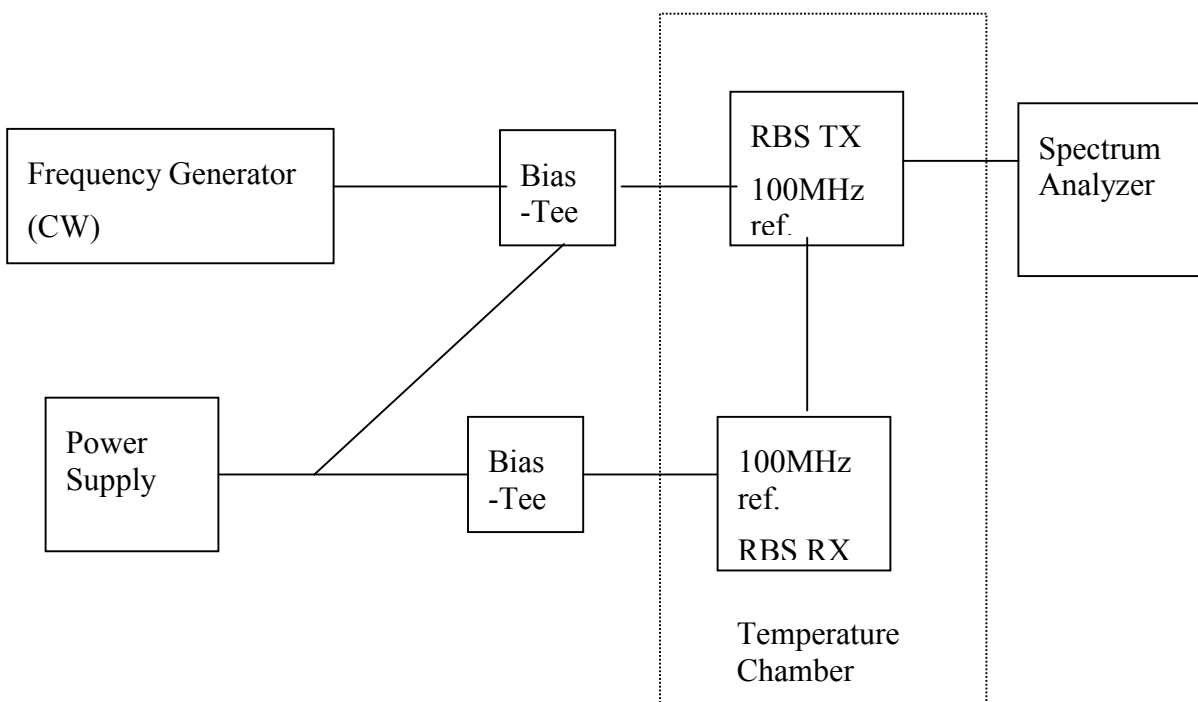 Frequency Generator
(CW)
Bias
-Tee
RBS TX
100MHz
ref.
Spectrum
Analyzer
Power
Supply
Bias
-Tee
100MHz
ref.
RBS RX
Temperature
Chamber